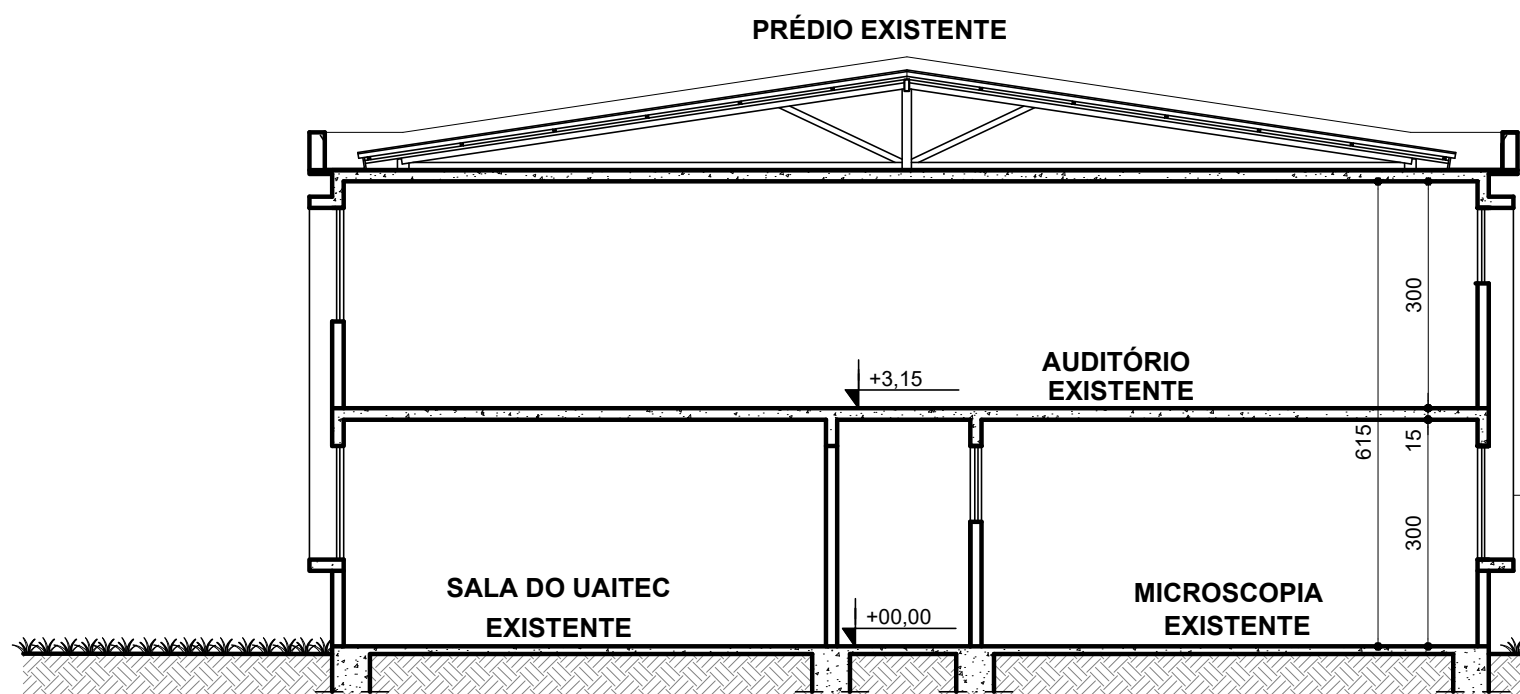 PRÉDIO EXISTENTE
300
AUDITÓRIO
EXISTENTE
+3,15
615
15
300
SALA DO UAITEC
EXISTENTE
+00,00
MICROSCOPIA
EXISTENTE